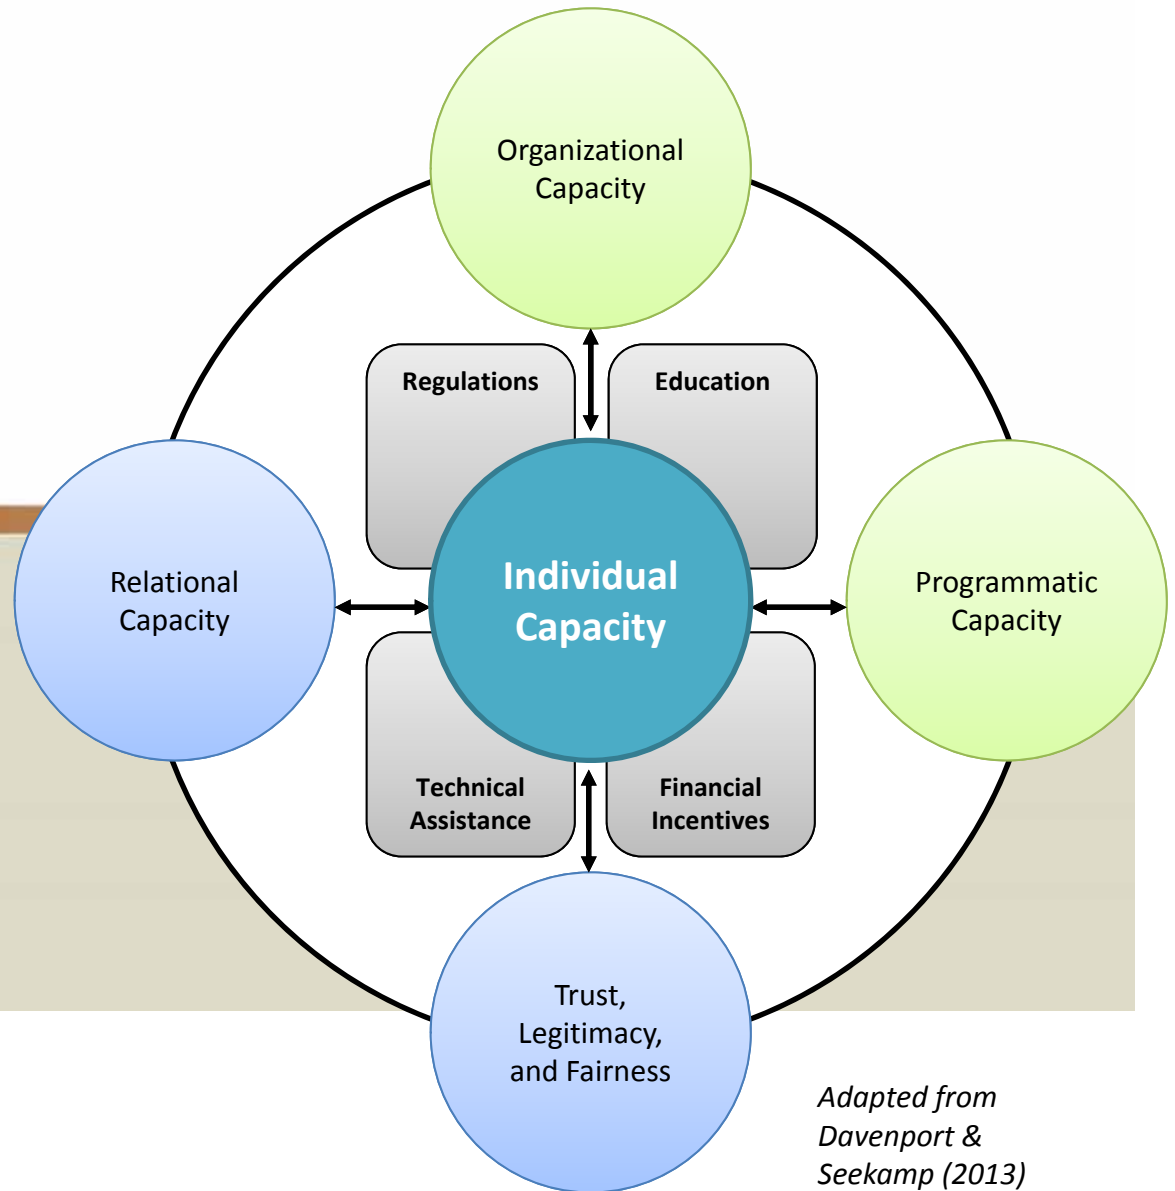 Organizational
Capacity
Regulations
Education
Relational
Capacity
Individual
Capacity
Programmatic
Capacity
Technical
Assistance
Financial
Incentives
Trust,
Legitimacy,
and Fairness
Adapted from
Davenport &
Seekamp (2013)